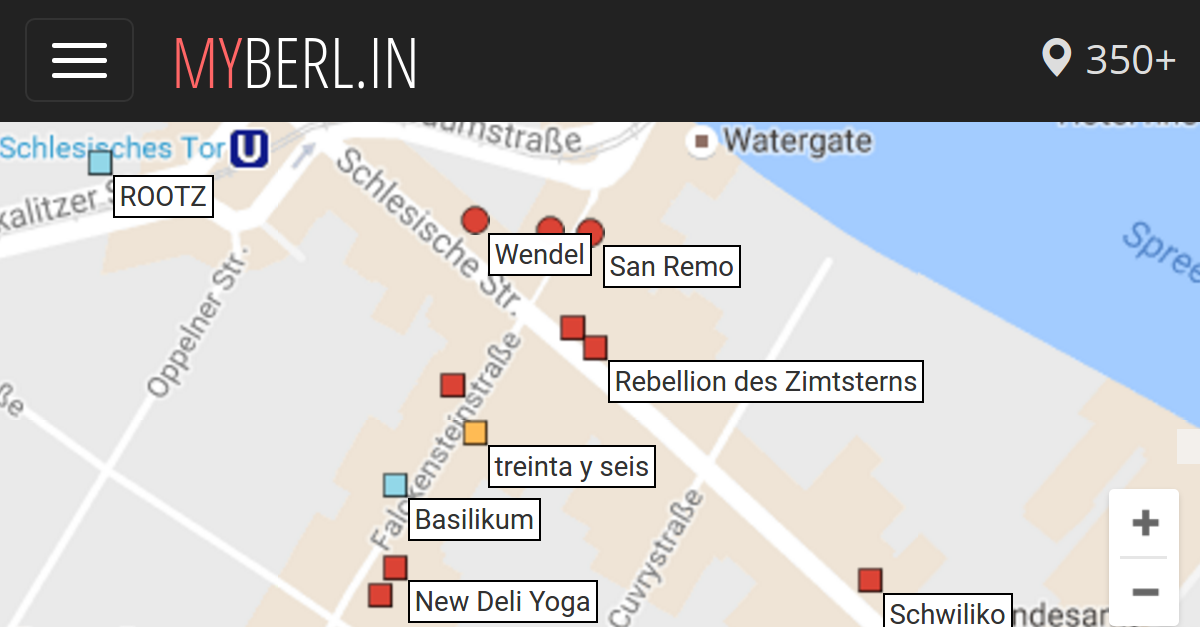 MYBERL.IN
350+
Schlesisches Tor
U
Watergate
ROOTZ
Schlesische Str.
Wendel
San Remo
Spree
Oppelner Str.
Rebellion des Zimtsterns
Falckensteinstraße
treinta y seis
Basilikum
Cuvrystraße
New Deli Yoga
Schwiliko
+
−